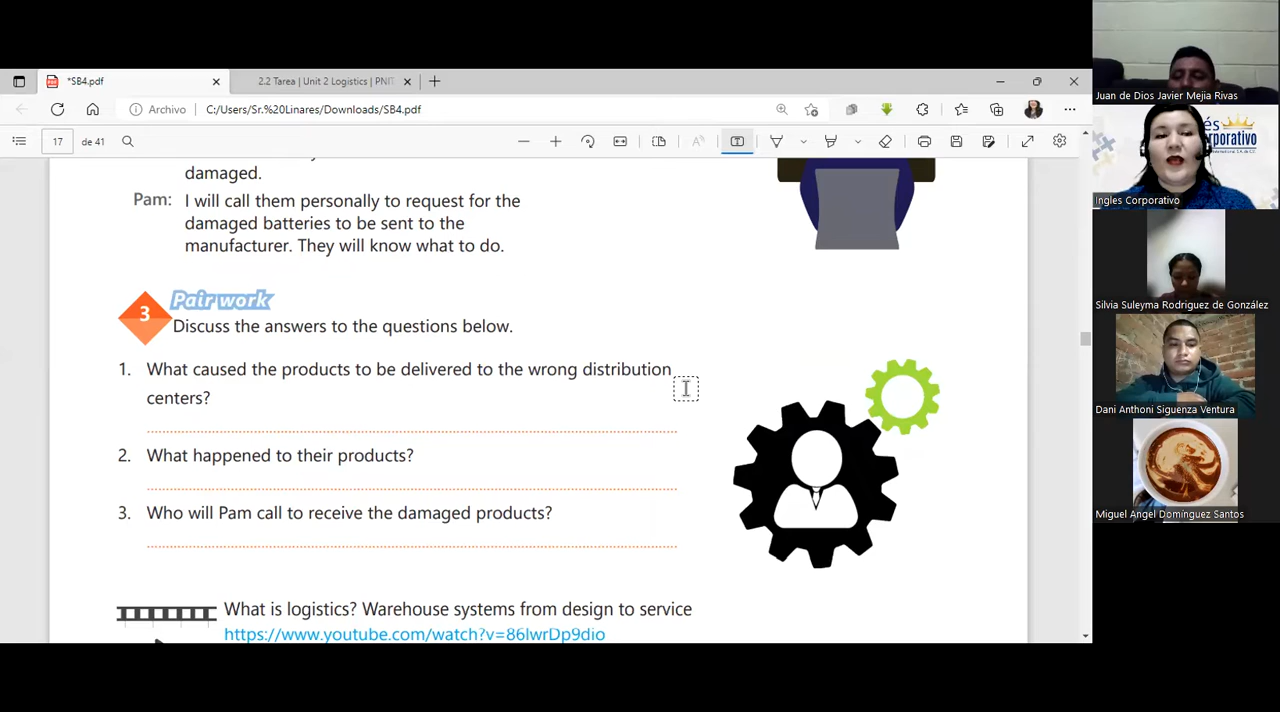 *SB4.pdf
2.2 Tarea | Unit 2 Logistics | PNIT
Archivo
C:/Users/Sr.%20Linares/Downloads/SB4.pdf
17
de 41
damaged.
Pam: I will call them personally to request for the
damaged batteries to be sent to the
manufacturer. They will know what to do.
3
Pair work
Discuss the answers to the questions below.
1. What caused the products to be delivered to the wrong distribution
centers?
2. What happened to their products?
3. Who will Pam call to receive the damaged products?
What is logistics? Warehouse systems from design to service
https://www.youtube.com/watch?v=86lwrDp9dio
Juan de Dios Javier Mejia Rivas
és
orporativo
Ingles Corporativo
Silvia Suleyma Rodriguez de González
Dani Anthoni Siguenza Ventura
Miguel Angel Domínguez Santos